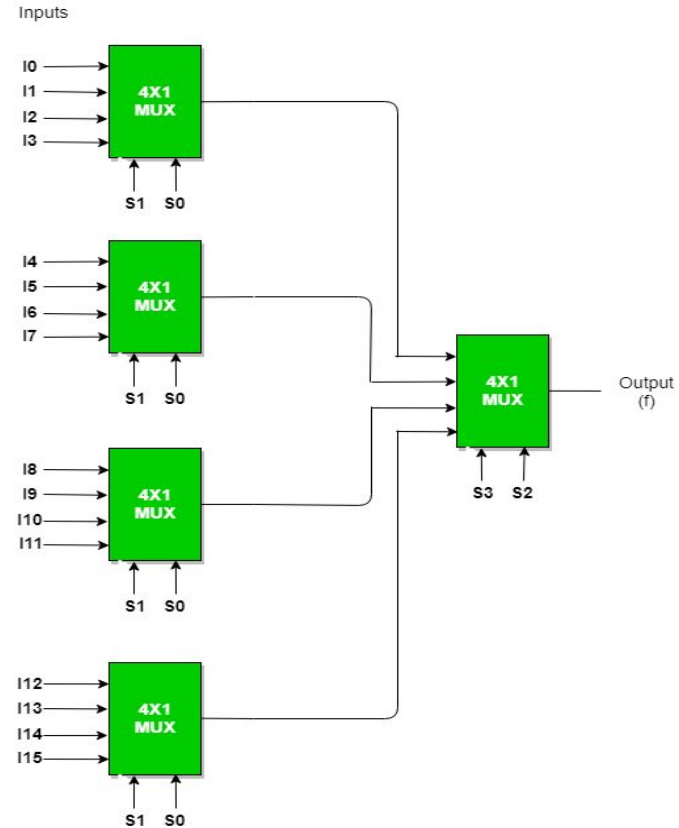 Inputs
I0
I1
I2
I3
4X1
MUX
S1 S0
I4
I5
I6
I7
4X1
MUX
S1 S0
4X1
MUX
Output
(f)
S3 S2
I8
I9
I10
I11
4X1
MUX
S1 S0
I12
I13
I14
I15
4X1
MUX
S1 S0